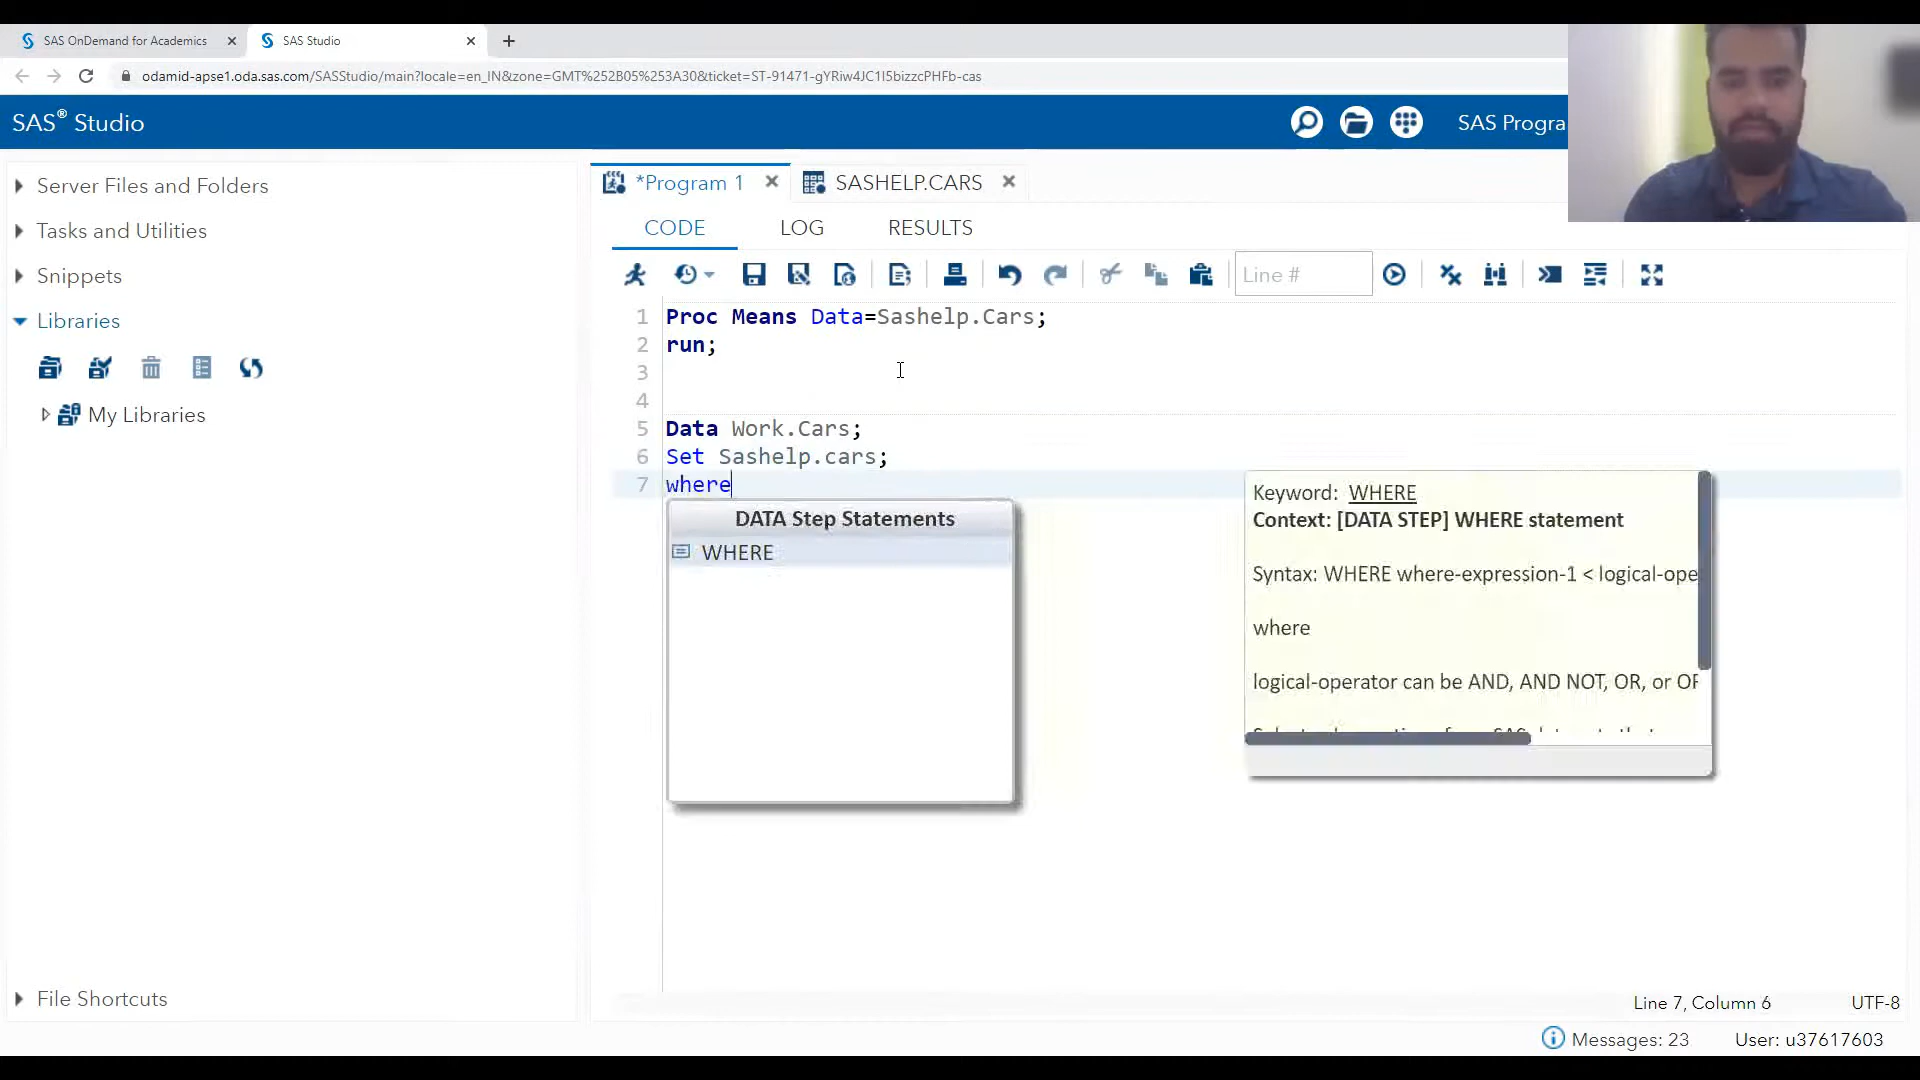 SAS OnDemand for Academics
SAS Studio
odamid-apse1.oda.sas.com/SASStudio/main?locale=en_IN&zone=GMT%252B05%253A30&ticket=ST-91471-gYRiw4JC1I5bizzcPHFb-cas
SAS® Studio
SAS Progra
Server Files and Folders
Tasks and Utilities
Snippets
Libraries
My Libraries
File Shortcuts
*Program 1
SASHELP.CARS
CODE LOG RESULTS
Line #
1 Proc Means Data=Sashelp.Cars;
2 run;
3
4
5 Data Work.Cars;
6 Set Sashelp.cars;
7 where
DATA Step Statements
WHERE
Keyword: WHERE
Context: [DATA STEP] WHERE statement
Syntax: WHERE where-expression-1 < logical-ope
where
logical-operator can be AND, AND NOT, OR, or OR
Line 7, Column 6 UTF-8
Messages: 23 User: u37617603